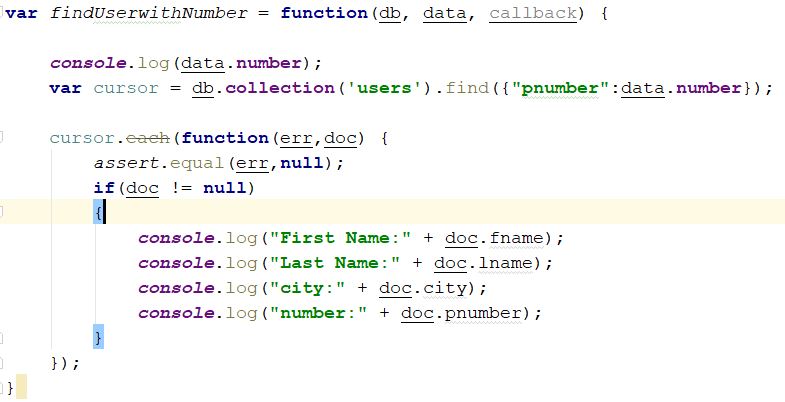 var findUserwithNumber = function(db, data, callback) {
console.log(data.number);
var cursor = db.collection('users').find({"pnumber":data.number});
cursor.each(function(err,doc) {
assert.equal(err,null);
if(doc != null)
{
console.log("First Name:" + doc.fname);
console.log("Last Name:" + doc.lname);
console.log("city:" + doc.city);
console.log("number:" + doc.pnumber);
}
});
}